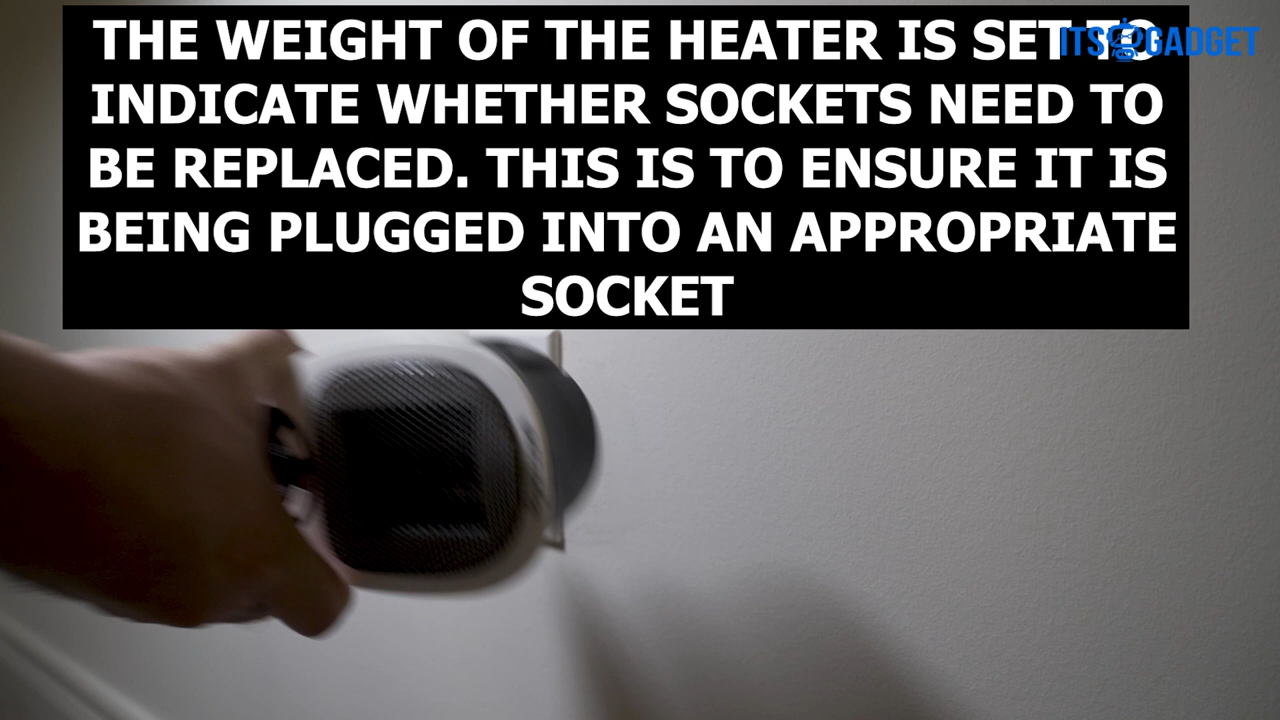 THE WEIGHT OF THE HEATER IS SET TO
INDICATE WHETHER SOCKETS NEED TO
BE REPLACED. THIS IS TO ENSURE IT IS
BEING PLUGGED INTO AN APPROPRIATE
SOCKET
ITS GADGET